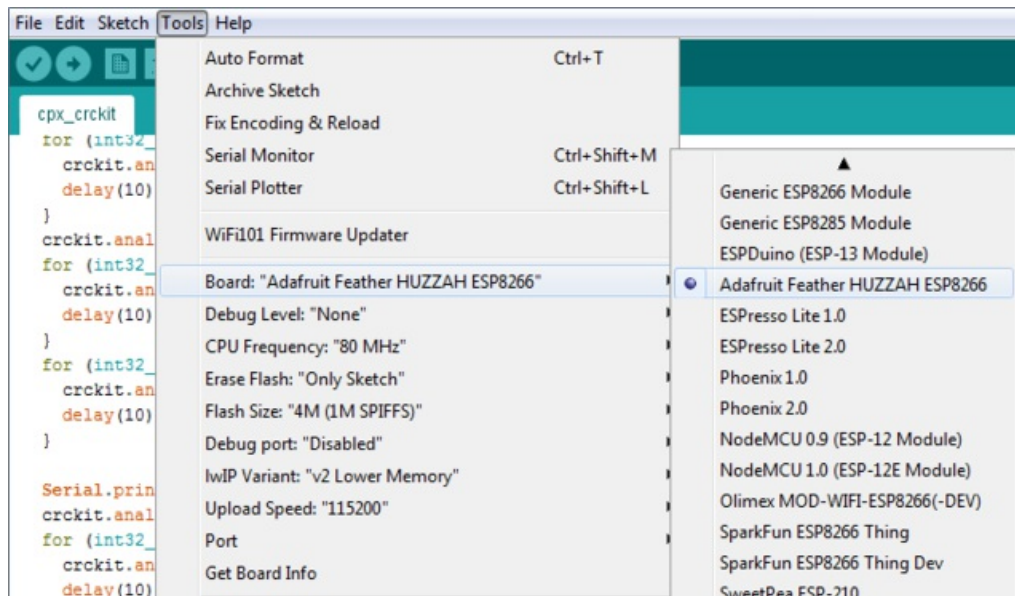 File Edit Sketch Tools Help
cpx_crckit
for (int32_
crckit.an
delay(10)
}
crckit.anal
for (int32_
crckit.an
delay(10)
}
for (int32_
crckit.an
delay(10)
}
Serial.prin
crckit.anal
for (int32_
crckit.an
delay(10)
Auto Format Ctrl+T
Archive Sketch
Fix Encoding & Reload
Serial Monitor Ctrl+Shift+M
Serial Plotter Ctrl+Shift+L
WiFi101 Firmware Updater
Board: "Adafruit Feather HUZZAH ESP8266"
Debug Level: "None"
CPU Frequency: "80 MHz"
Erase Flash: "Only Sketch"
Flash Size: "4M (1M SPIFFS)"
Debug port: "Disabled"
lwIP Variant: "v2 Lower Memory"
Upload Speed: "115200"
Port
Get Board Info
Generic ESP8266 Module
Generic ESP8285 Module
ESPDuino (ESP-13 Module)
Adafruit Feather HUZZAH ESP8266
ESPresso Lite 1.0
ESPresso Lite 2.0
Phoenix 1.0
Phoenix 2.0
NodeMCU 0.9 (ESP-12 Module)
NodeMCU 1.0 (ESP-12E Module)
Olimex MOD-WIFI-ESP8266(-DEV)
SparkFun ESP8266 Thing
SparkFun ESP8266 Thing Dev
SweetPea ESP-210